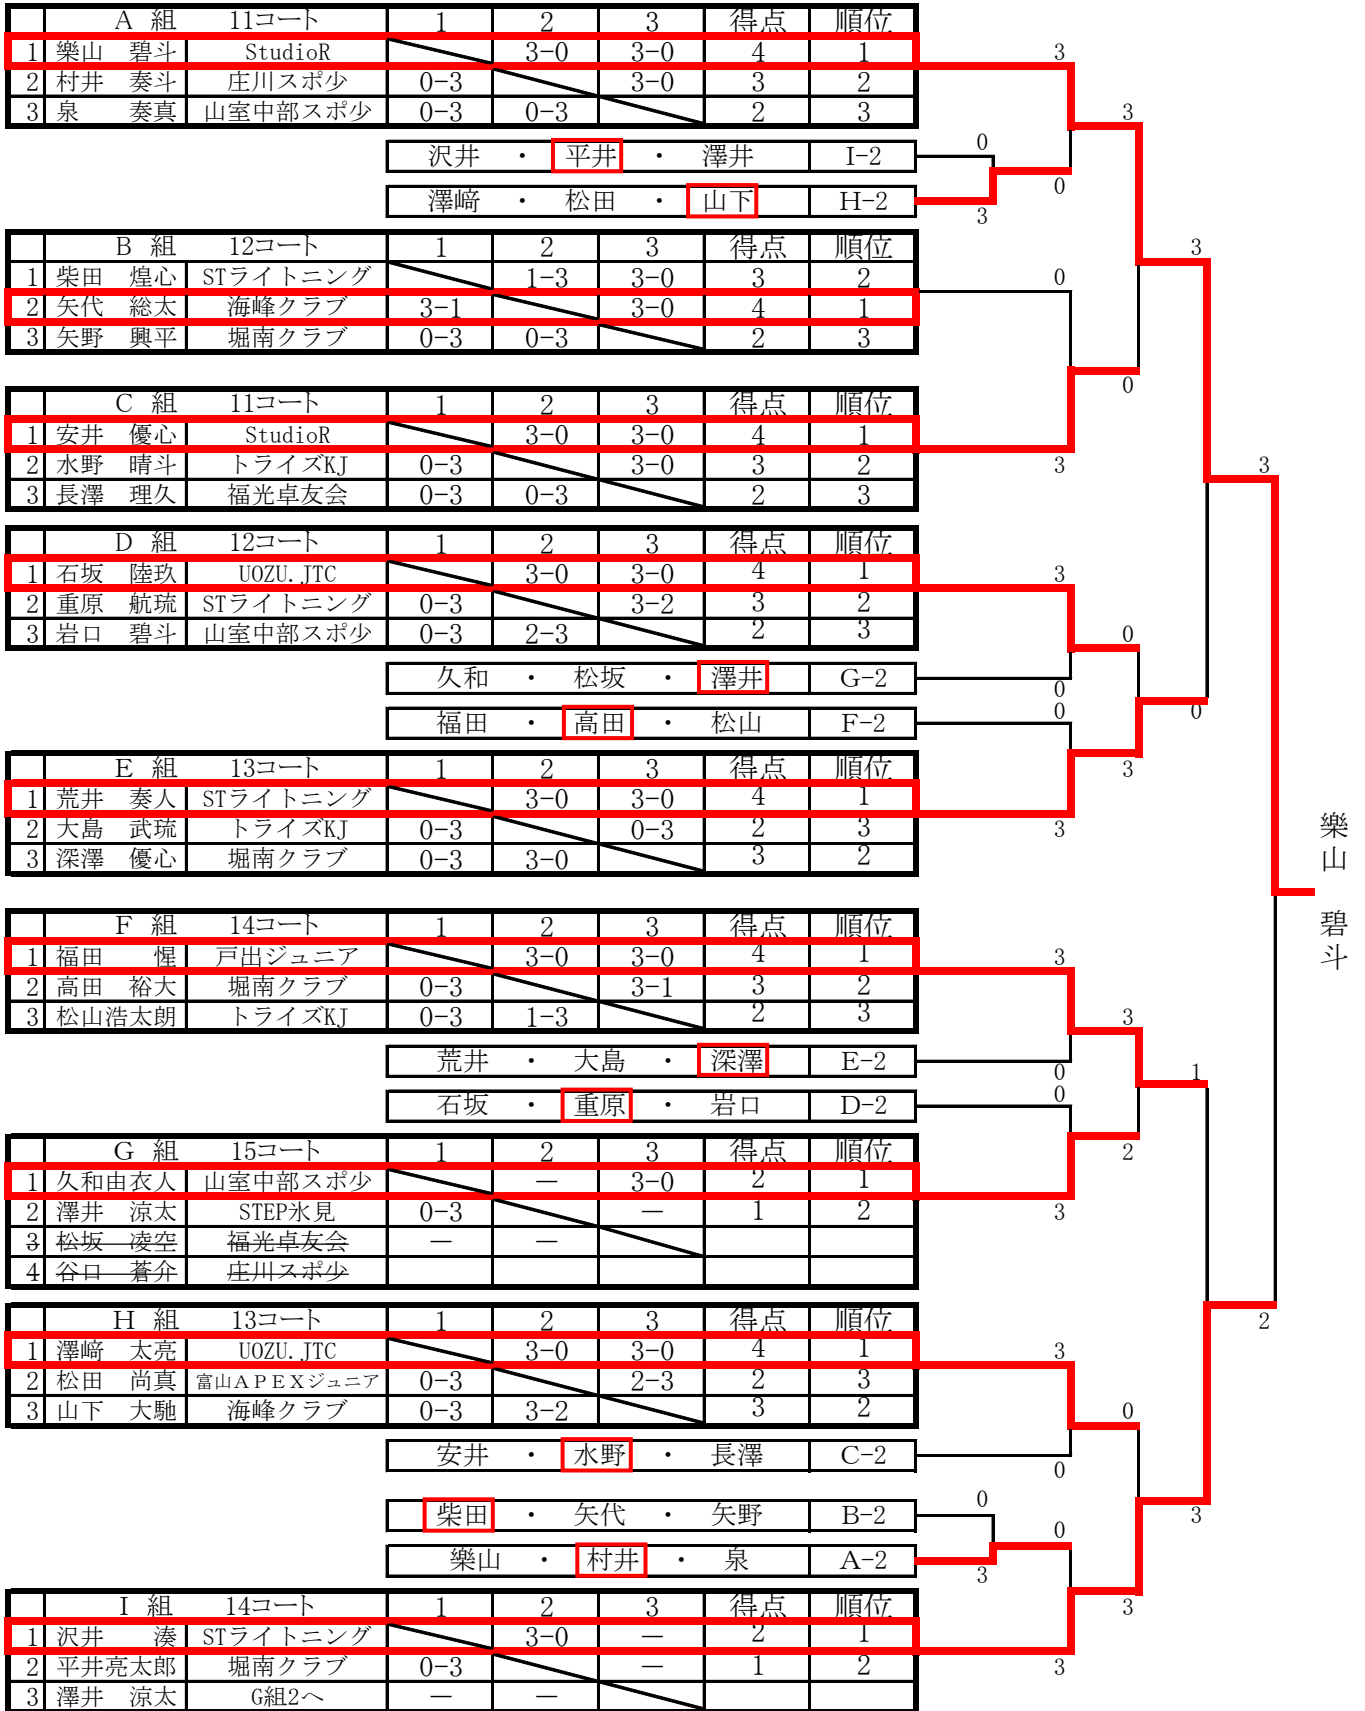 A 組 11コート 1 2 3 得点 順位
1 樂山 碧斗 StudioR 3-0 3-0 4 1 3
2 村井 奏斗 庄川スポ少 0-3 3-0 3 2
3 泉 奏真 山室中部スポ少 0-3 0-3 2 3 3
沢井 ・ 平井 ・ 澤井 I-2 0
0
澤﨑 ・ 松田 ・ 山下 H-2 3
B 組 12コート 1 2 3 得点 順位 3
1 柴田 煌心 STライトニング 1-3 3-0 3 2 0
2 矢代 総太 海峰クラブ 3-1 3-0 4 1
3 矢野 興平 堀南クラブ 0-3 0-3 2 3
0
C 組 11コート 1 2 3 得点 順位
1 安井 優心 StudioR 3-0 3-0 4 1
2 水野 晴斗 トライズKJ 0-3 3-0 3 2 3 3
3 長澤 理久 福光卓友会 0-3 0-3 2 3
D 組 12コート 1 2 3 得点 順位
1 石坂 陸玖 UOZU.JTC 3-0 3-0 4 1 3
2 重原 航琉 STライトニング 0-3 3-2 3 2
3 岩口 碧斗 山室中部スポ少 0-3 2-3 2 3 0
久和 ・ 松坂 ・ 澤井 G-2 0
福田 ・ 高田 ・ 松山 F-2 0 0
E 組 13コート 1 2 3 得点 順位 3
1 荒井 奏人 STライトニング 3-0 3-0 4 1
2 大島 武琉 トライズKJ 0-3 0-3 2 3 3
3 深澤 優心 堀南クラブ 0-3 3-0 3 2
樂山 碧斗
F 組 14コート 1 2 3 得点 順位
1 福田 惺 戸出ジュニア 3-0 3-0 4 1 3
2 高田 裕大 堀南クラブ 0-3 3-1 3 2
3 松山浩太朗 トライズKJ 0-3 1-3 2 3 3
荒井 ・ 大島 ・ 深澤 E-2 0 1
石坂 ・ 重原 ・ 岩口 D-2 0
G 組 15コート 1 2 3 得点 順位 2
1 久和由衣人 山室中部スポ少 － 3-0 2 1
2 澤井 涼太 STEP氷見 0-3 － 1 2 3
3 松坂 凌空 福光卓友会 － －
4 谷口 蒼介 庄川スポ少
H 組 13コート 1 2 3 得点 順位 2
1 澤﨑 太亮 UOZU.JTC 3-0 3-0 4 1 3
2 松田 尚真 富山ＡＰＥＸジュニア 0-3 2-3 2 3
3 山下 大馳 海峰クラブ 0-3 3-2 3 2 0
安井 ・ 水野 ・ 長澤 C-2 0
柴田 ・ 矢代 ・ 矢野 B-2 0 3
0
樂山 ・ 村井 ・ 泉 A-2 3
I 組 14コート 1 2 3 得点 順位 3
1 沢井 湊 STライトニング 3-0 － 2 1
2 平井亮太郎 堀南クラブ 0-3 － 1 2 3
3 澤井 涼太 G組2へ － －